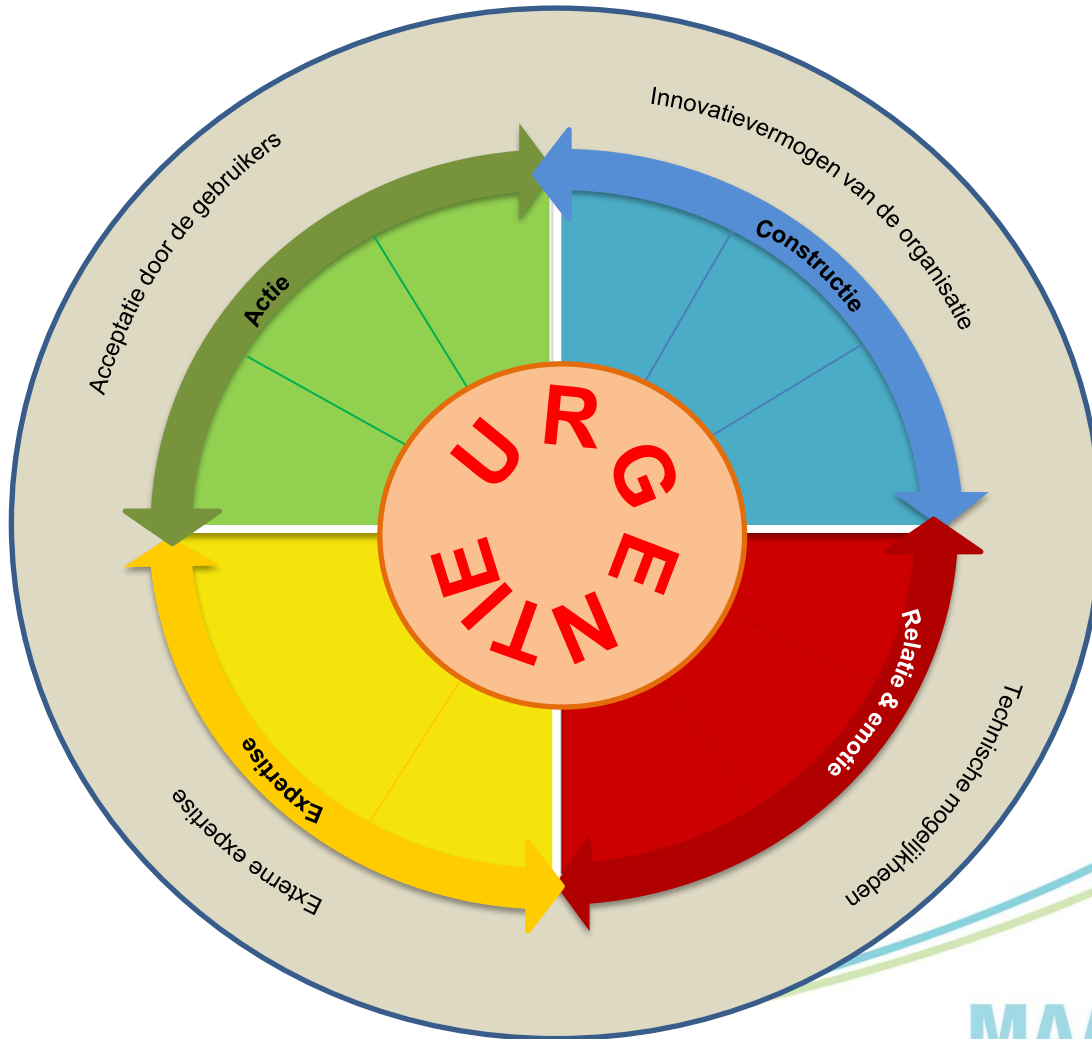 Innovatievermogen van de organisatie
Acceptatie door de gebruikers
Constructie
Actie
URGENTIE
Relatie & emotie
Expertise
Technische mogelijkheden
Externe expertise